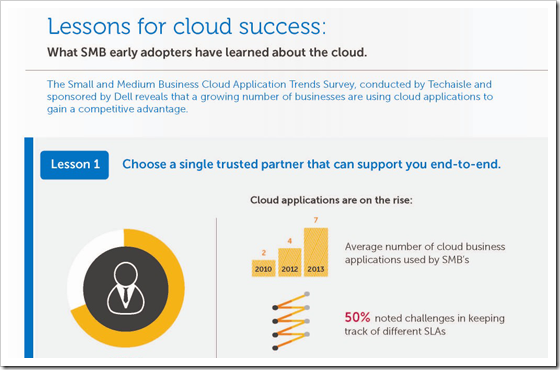 Lessons for cloud success:
What SMB early adopters have learned about the cloud.
The Small and Medium Business Cloud Application Trends Survey, conducted by Techaisle and
sponsored by Dell reveals that a growing number of businesses are using cloud applications to
gain a competitive advantage.
Lesson 1
Choose a single trusted partner that can support you end-to-end.
Cloud applications are on the rise:
7
4
2
2010 2012 2013
Average number of cloud business
applications used by SMB's
50% noted challenges in keeping
track of different SLAs